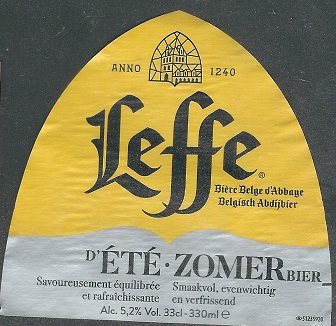 ANNO 1240
Leffe®
Bière Belge d'Abbaye
Belgisch Abdijbier
D'ÉTÉ · ZOMERBIER
Savoureusement équilibrée
et rafraîchissante
Smaakvol, evenwichtig
en verfrissend
Alc. 5,2% Vol. 33cl-330ml e